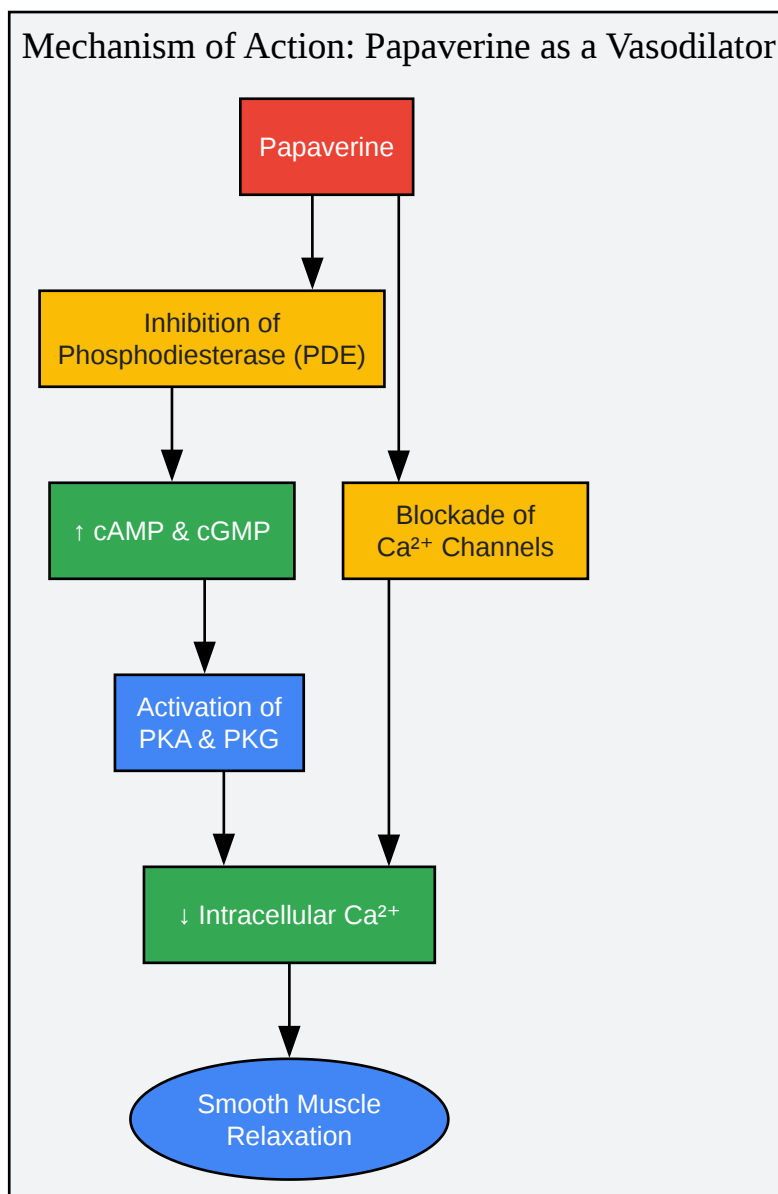 Mechanism of Action: Papaverine as a Vasodilator
Papaverine
Inhibition of
Phosphodiesterase (PDE)
↑ cAMP & cGMP
Blockade of
Ca²⁺ Channels
Activation of
PKA & PKG
↓ Intracellular Ca²⁺
Smooth Muscle
Relaxation